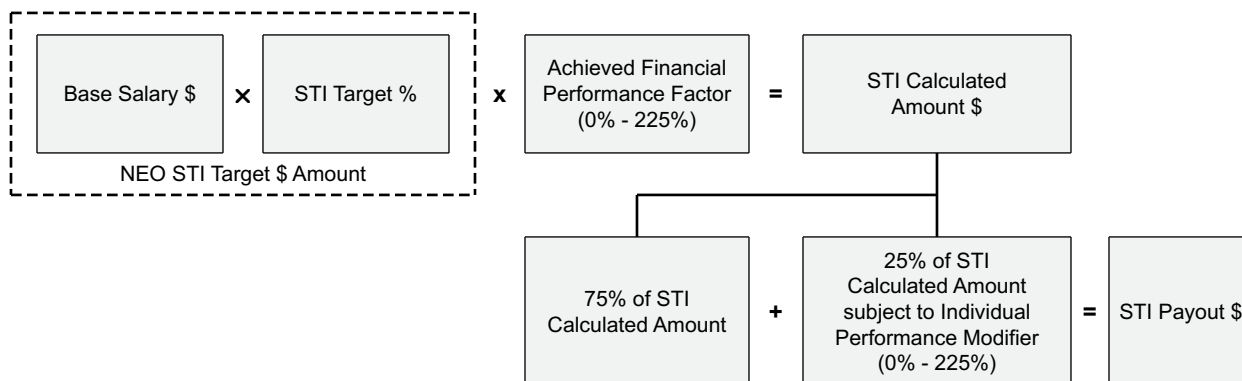 Base Salary $
×
STI Target %
NEO STI Target $ Amount
x
Achieved Financial
Performance Factor
(0% - 225%)
=
STI Calculated
Amount $
75% of STI
Calculated Amount
+
25% of STI
Calculated Amount
subject to Individual
Performance Modifier
(0% - 225%)
=
STI Payout $